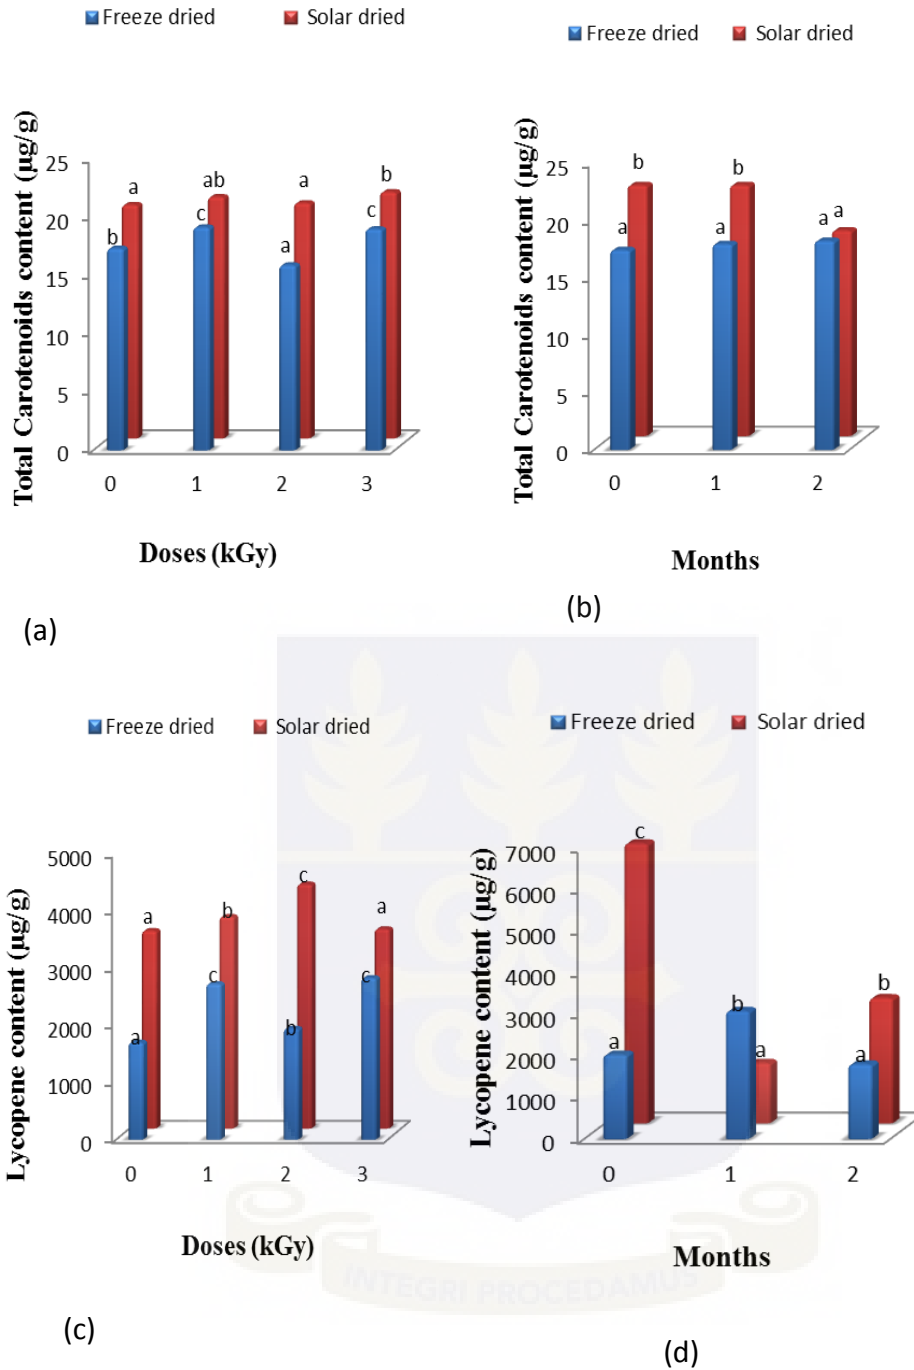 Freeze dried Solar dried
Total Carotenoids content (µg/g)
25
20
15
10
5
0
a ab a b
b c a c
0 1 2 3
Doses (kGy)
(a)
Freeze dried Solar dried
Total Carotenoids content (µg/g)
25
20
15
10
5
0
b b a
a a a
0 1 2
Months
(b)
Freeze dried Solar dried
Lycopene content (µg/g)
5000
4000
3000
2000
1000
0
a b c a
a c b c
0 1 2 3
Doses (kGy)
(c)
Freeze dried Solar dried
Lycopene content (µg/g)
7000
6000
5000
4000
3000
2000
1000
0
c a b
a b a
0 1 2
Months
(d)
INTEGRI PROCEDAMUS